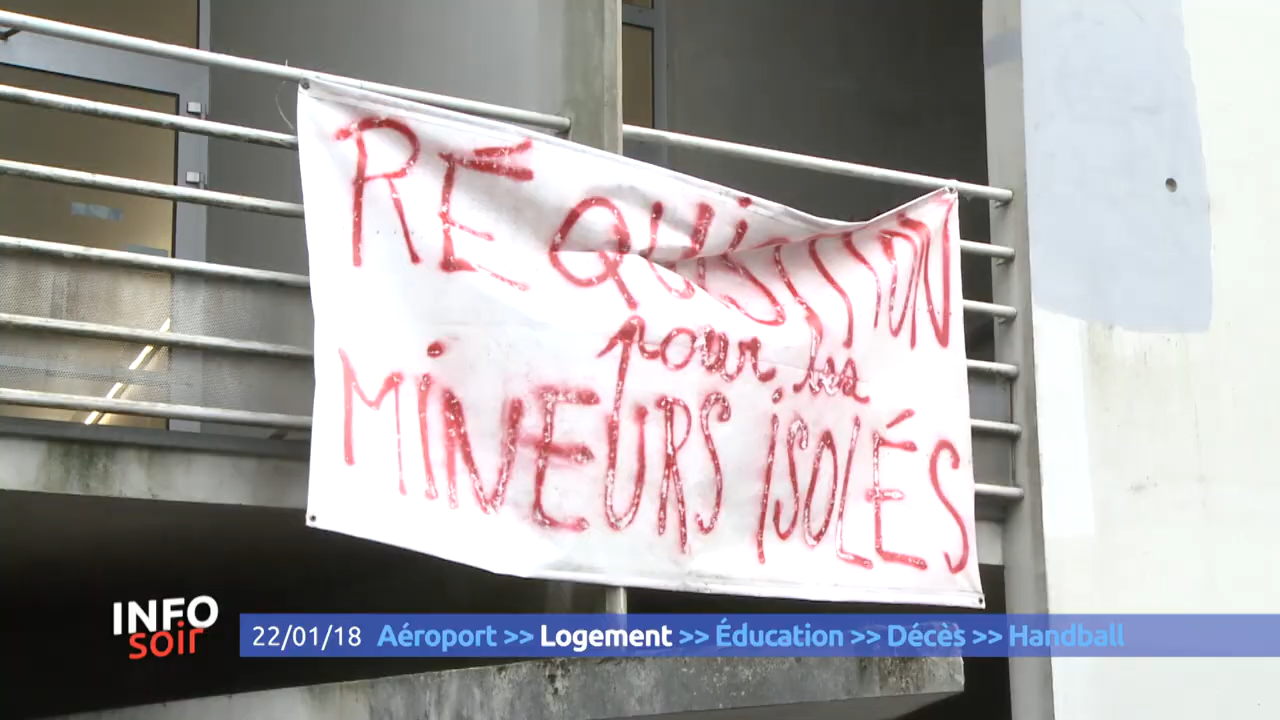 RÉQUISITION
pour les
MiNEURS iSOLÉS
INFO
soir
22/01/18 Aéroport >> Logement >> Éducation >> Décès >> Handball